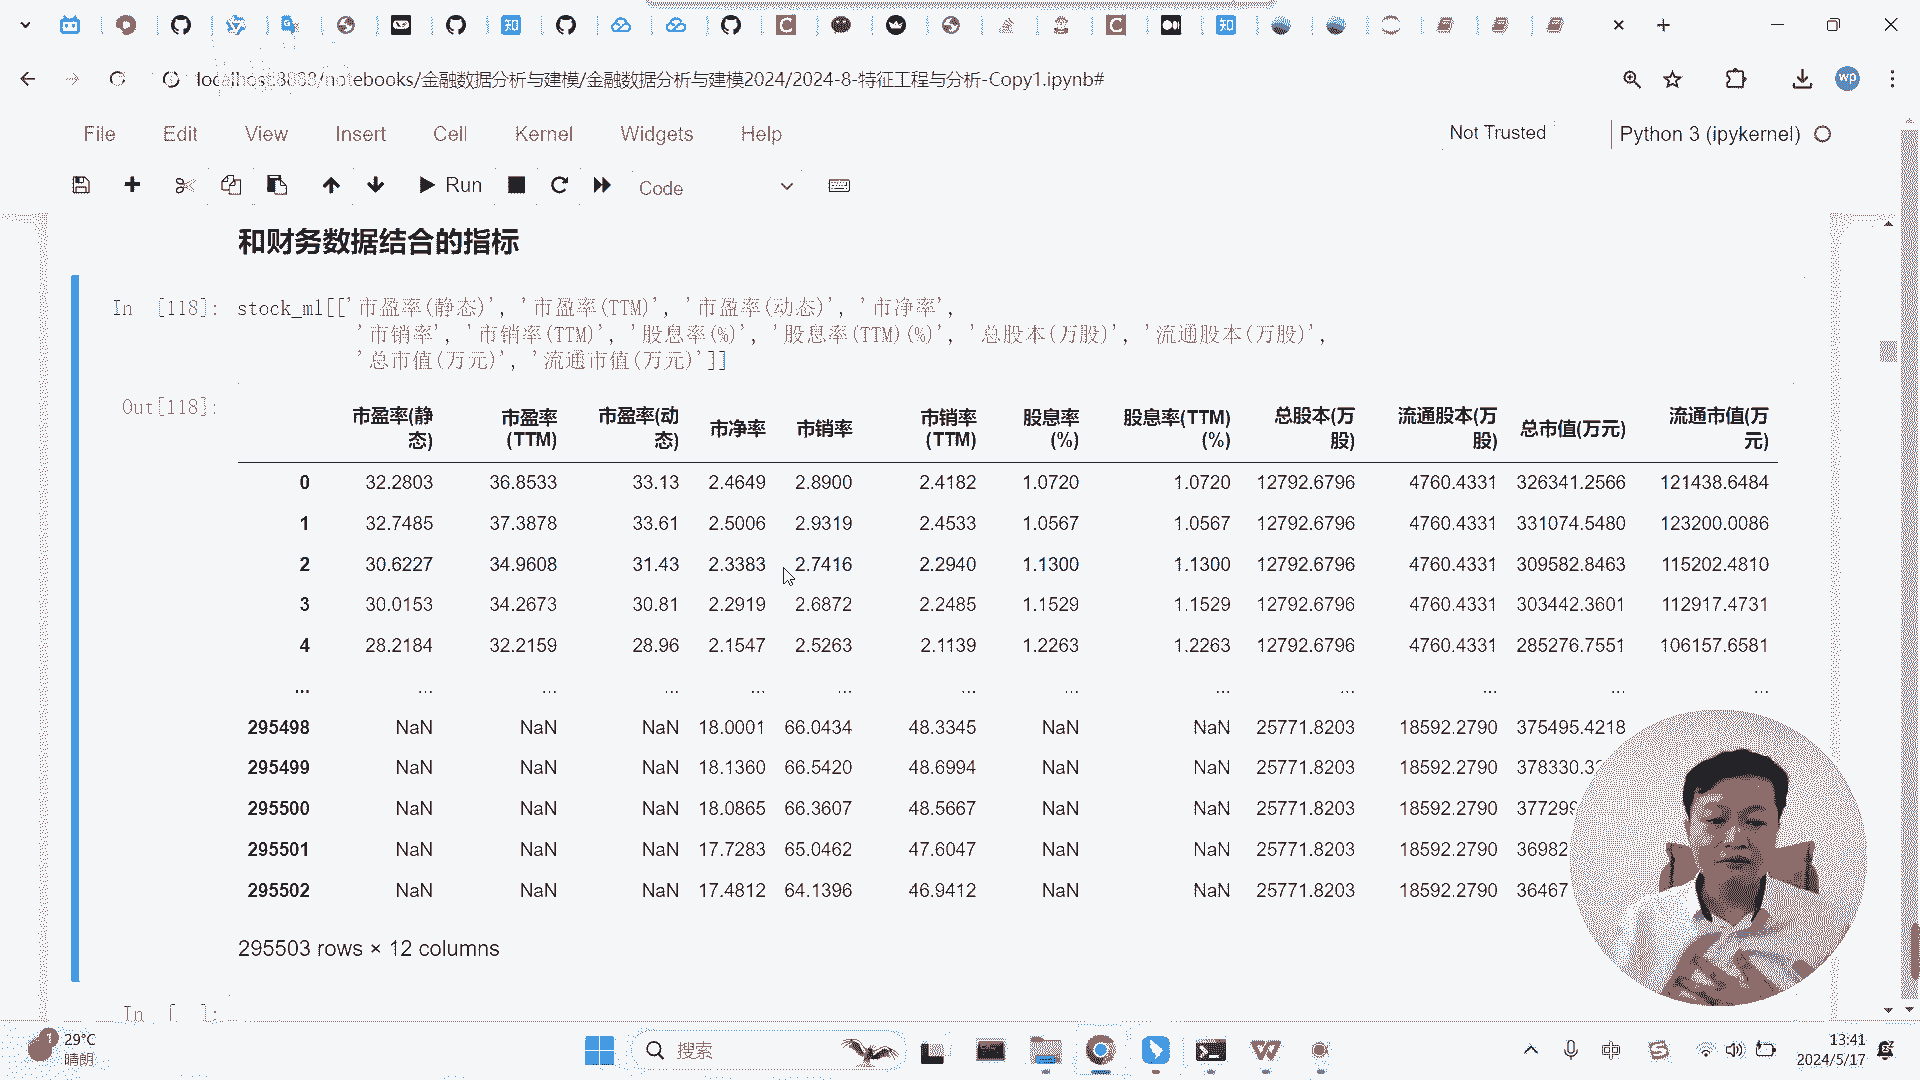 localhost:8888/notebooks/金融数据分析与建模/金融数据分析与建模2024/2024-8-特征工程与分析-Copy1.ipynb#
wp
File Edit View Insert Cell Kernel Widgets Help
Not Trusted
Python 3 (ipykernel)
Run
Code
和财务数据结合的指标
In [118]:
stock_ml[['市盈率(静态)', '市盈率(TTM)', '市盈率(动态)', '市净率',
'市销率', '市销率(TTM)', '股息率(%)', '股息率(TTM)(%)', '总股本(万股)', '流通股本(万股)',
'总市值(万元)', '流通市值(万元)']]
Out[118]:
市盈率(静态) 市盈率(TTM) 市盈率(动态) 市净率 市销率 市销率(TTM) 股息率(%) 股息率(TTM)(%) 总股本(万股) 流通股本(万股) 总市值(万元) 流通市值(万元)
0 32.2803 36.8533 33.13 2.4649 2.8900 2.4182 1.0720 1.0720 12792.6796 4760.4331 326341.2566 121438.6484
1 32.7485 37.3878 33.61 2.5006 2.9319 2.4533 1.0567 1.0567 12792.6796 4760.4331 331074.5480 123200.0086
2 30.6227 34.9608 31.43 2.3383 2.7416 2.2940 1.1300 1.1300 12792.6796 4760.4331 309582.8463 115202.4810
3 30.0153 34.2673 30.81 2.2919 2.6872 2.2485 1.1529 1.1529 12792.6796 4760.4331 303442.3601 112917.4731
4 28.2184 32.2159 28.96 2.1547 2.5263 2.1139 1.2263 1.2263 12792.6796 4760.4331 285276.7551 106157.6581
... ... ... ... ... ... ... ... ... ... ... ... ...
295498 NaN NaN NaN 18.0001 66.0434 48.3345 NaN NaN 25771.8203 18592.2790 375495.4218
295499 NaN NaN NaN 18.1360 66.5420 48.6994 NaN NaN 25771.8203 18592.2790
295500 NaN NaN NaN 18.0865 66.3607 48.5667 NaN NaN 25771.8203 18592.2790
295501 NaN NaN NaN 17.7283 65.0462 47.6047 NaN NaN 25771.8203 18592.2790
295502 NaN NaN NaN 17.4812 64.1396 46.9412 NaN NaN 25771.8203 18592.2790
295503 rows × 12 columns
In [ ]:
29°C
晴朗
搜索
中
13:41
2024/5/17